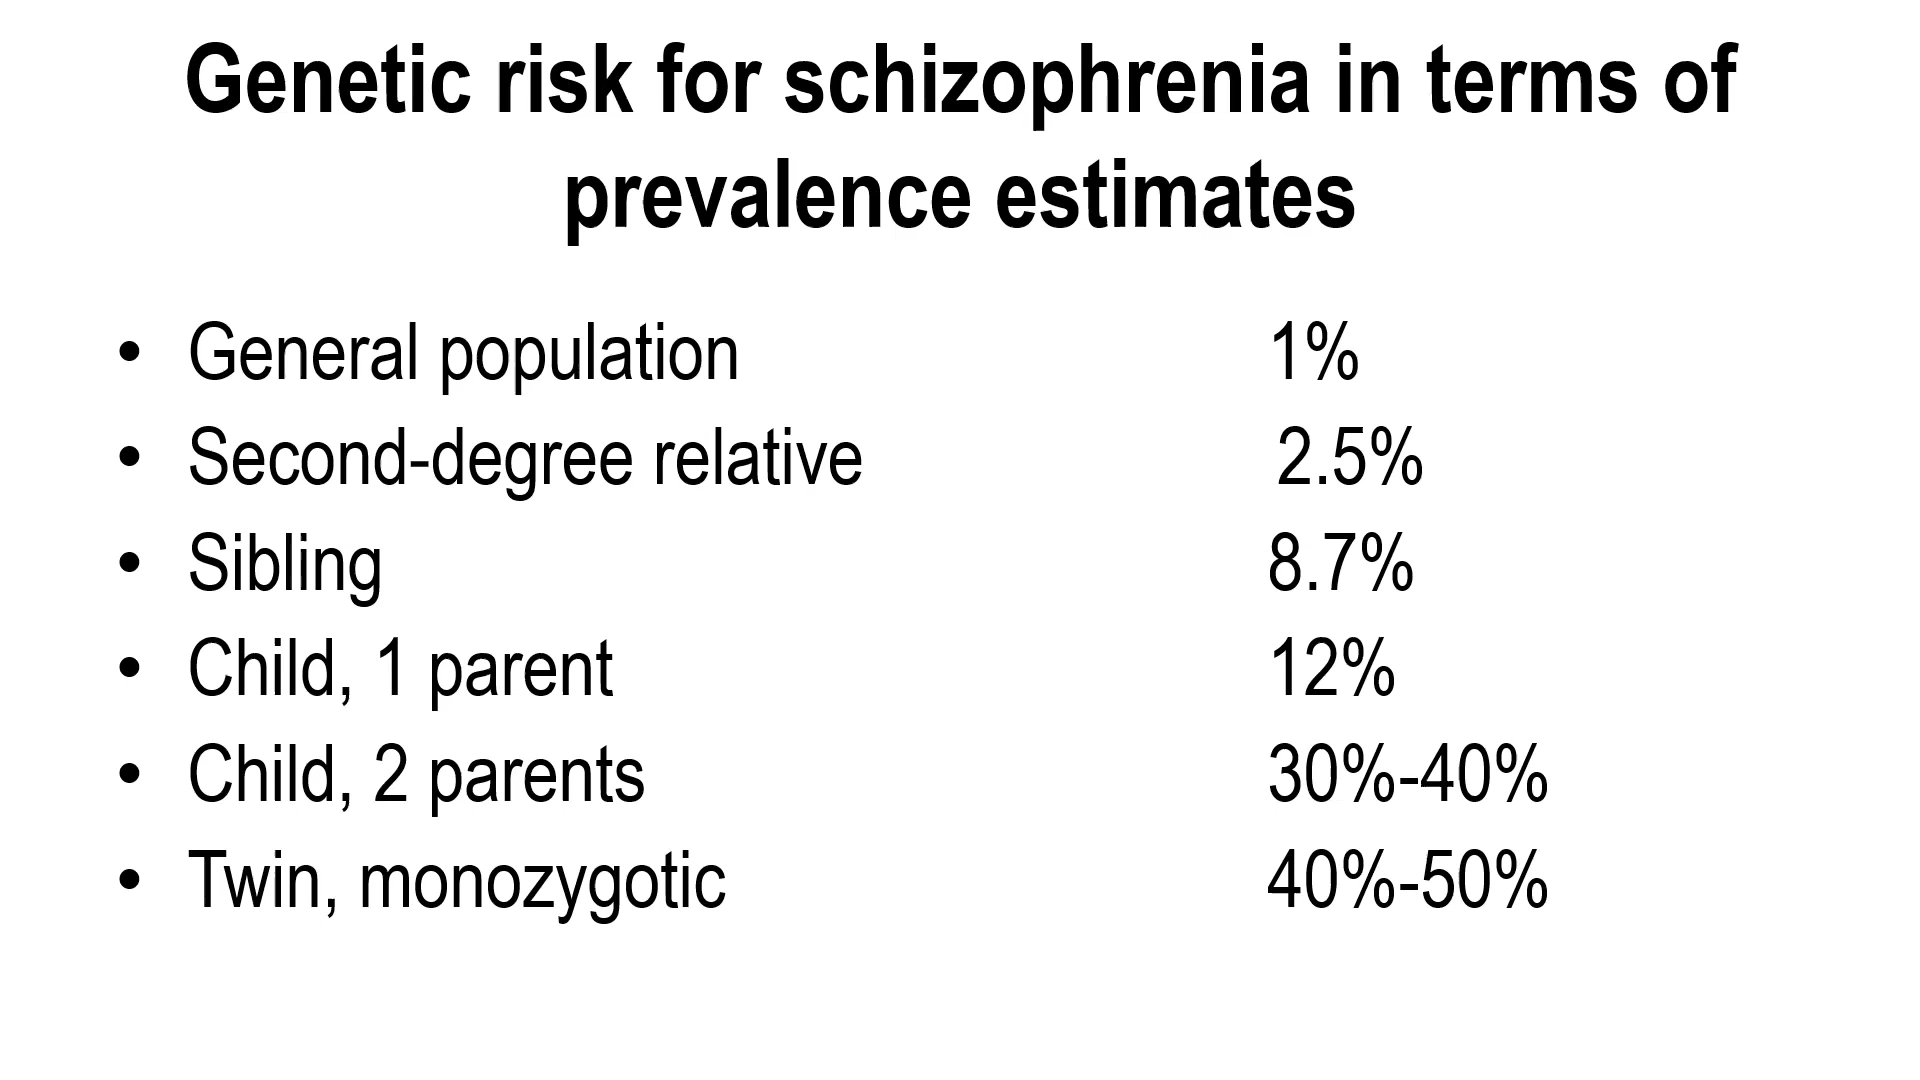 Genetic risk for schizophrenia in terms of
prevalence estimates
• General population 1%
• Second-degree relative 2.5%
• Sibling 8.7%
• Child, 1 parent 12%
• Child, 2 parents 30%-40%
• Twin, monozygotic 40%-50%